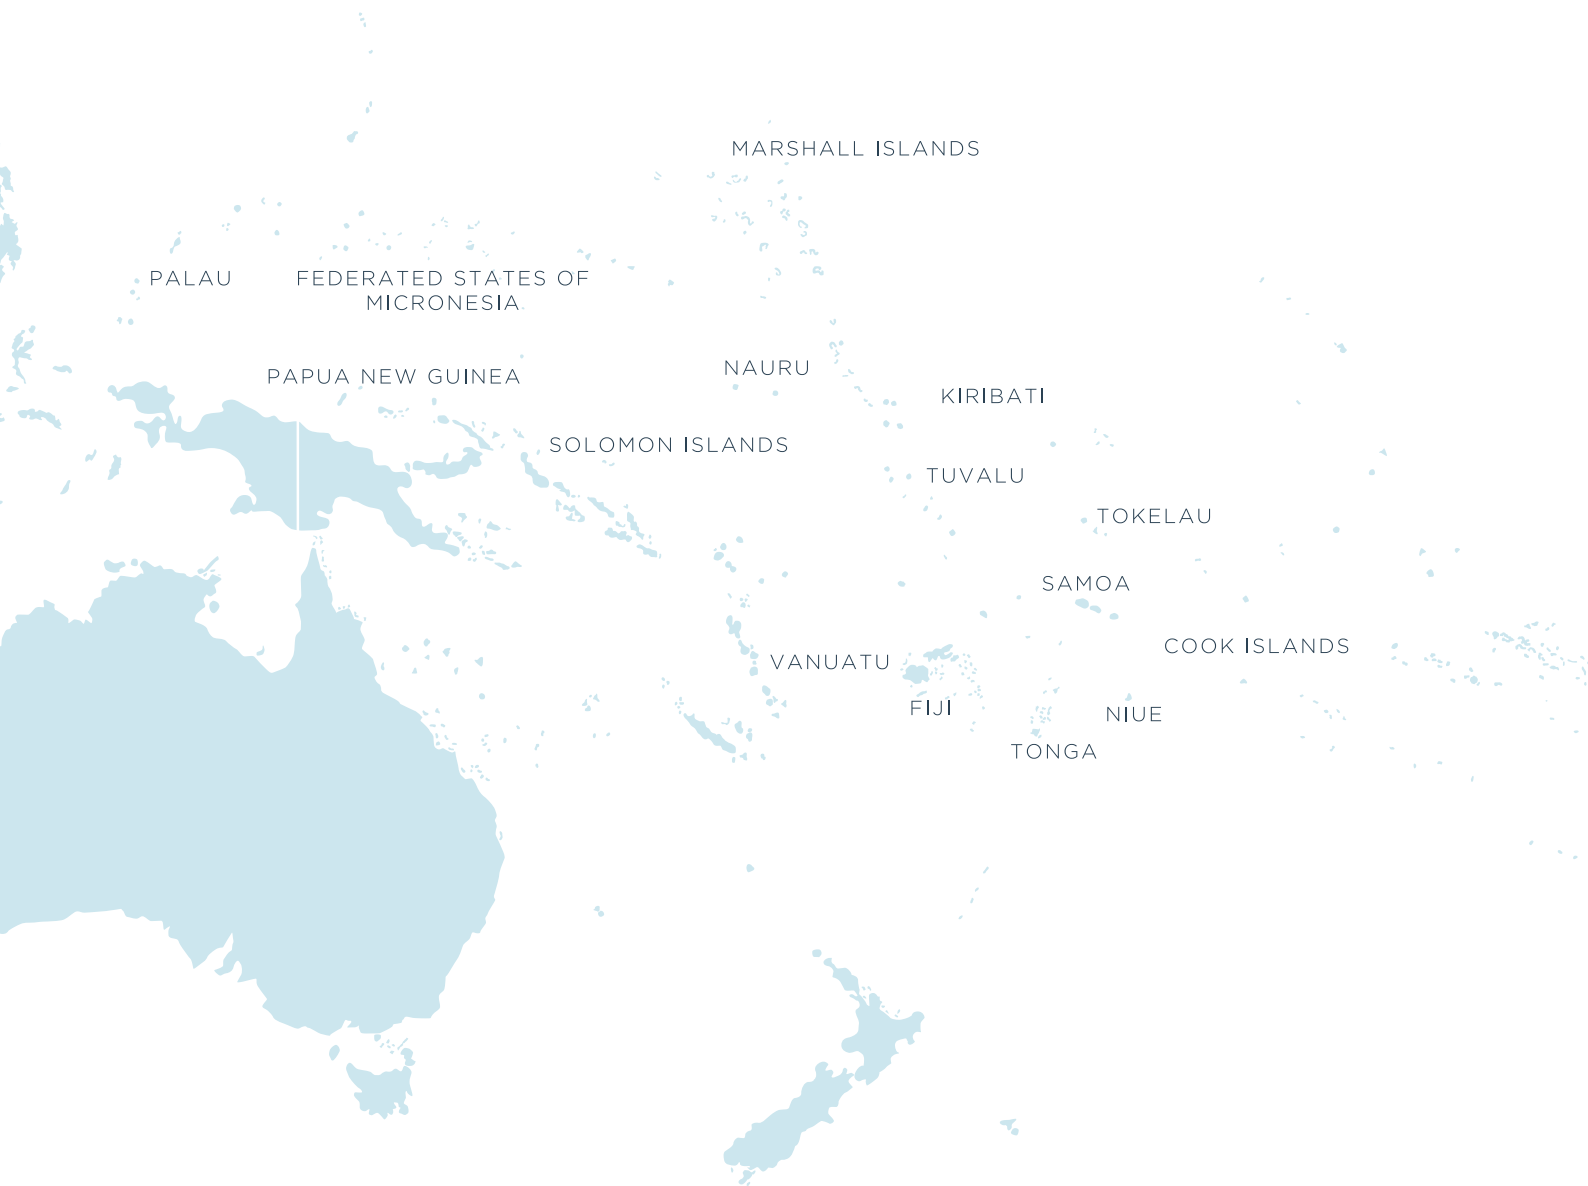 MARSHALL ISLANDS
PALAU
FEDERATED STATES OF
MICRONESIA
NAURU
PAPUA NEW GUINEA
KIRIBATI
SOLOMON ISLANDS
TUVALU
TOKELAU
SAMOA
COOK ISLANDS
VANUATU
FIJI
NIUE
TONGA